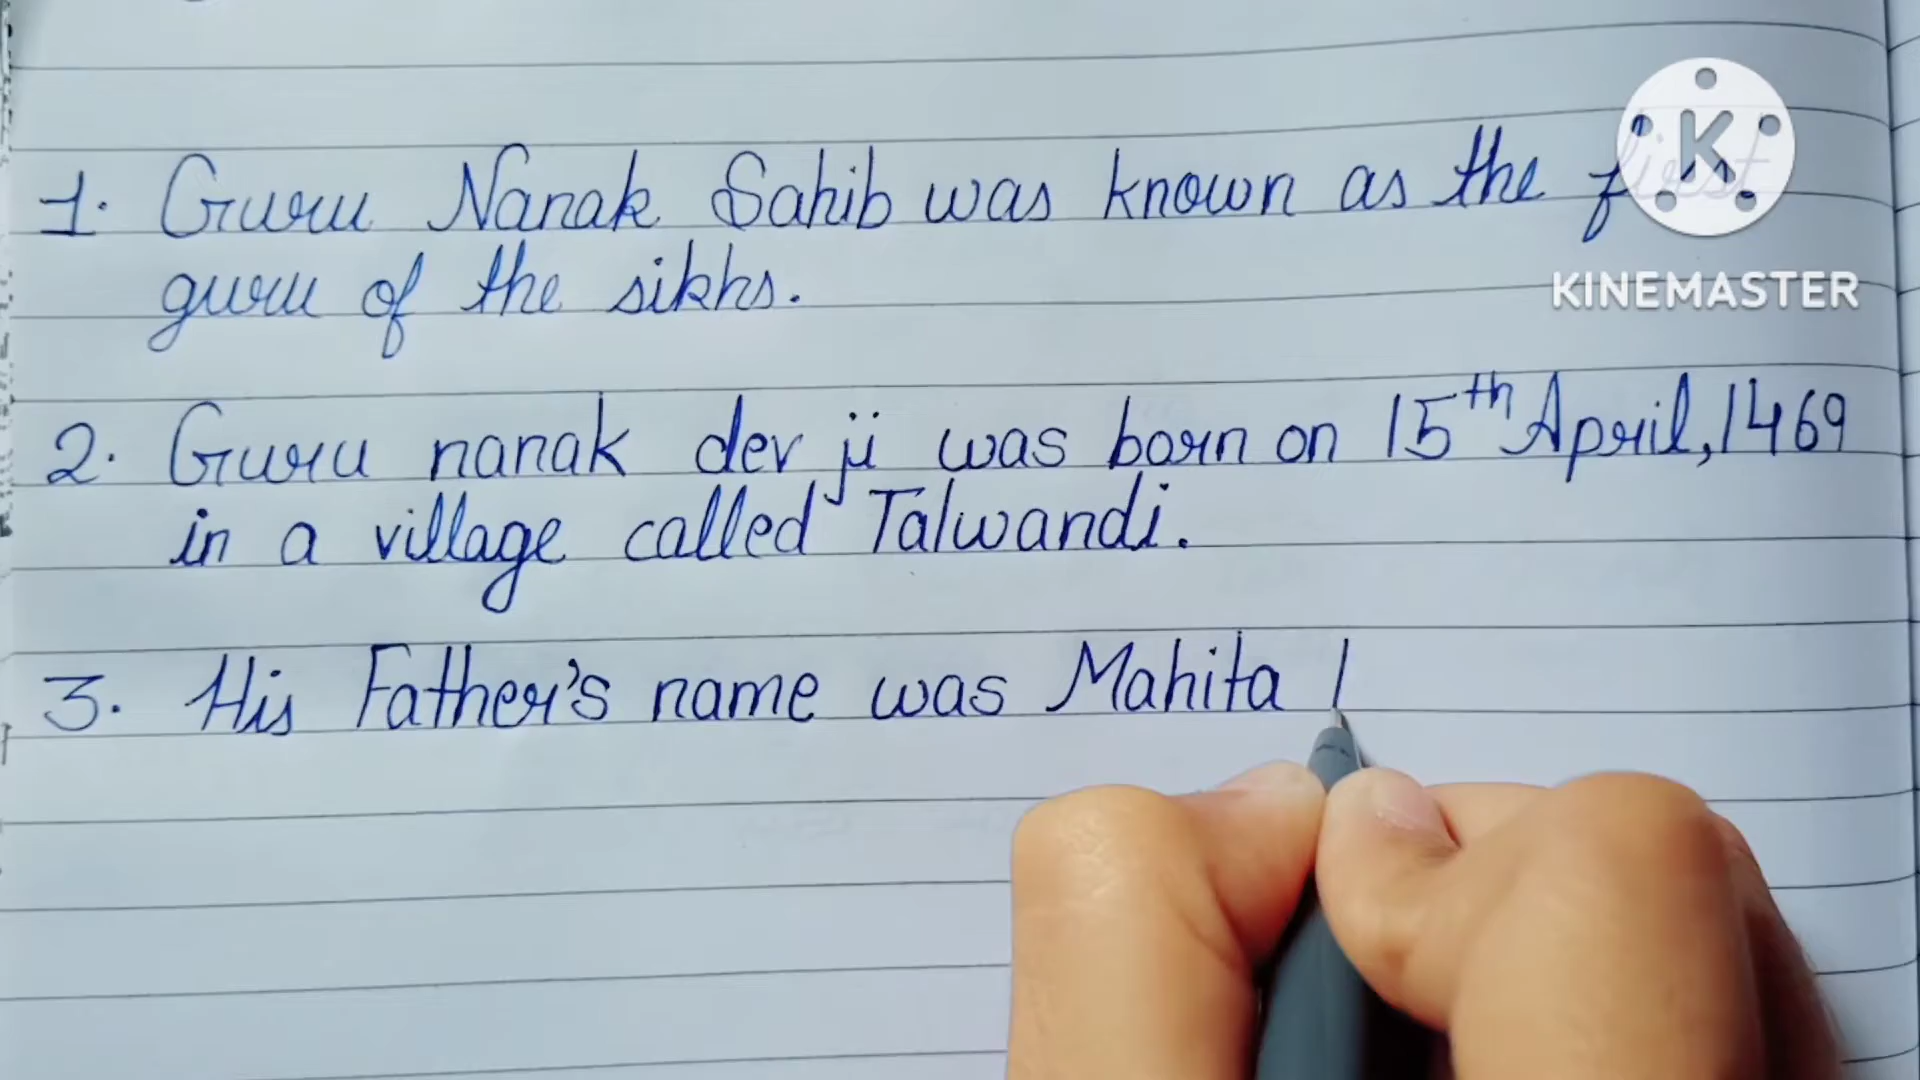 1. Guru Nanak Sahib was known as the first
guru of the sikhs.
KINEMASTER
2. Guru nanak dev ji was born on 15th April, 1469
in a village called Talwandi.
3. His Father's name was Mahita